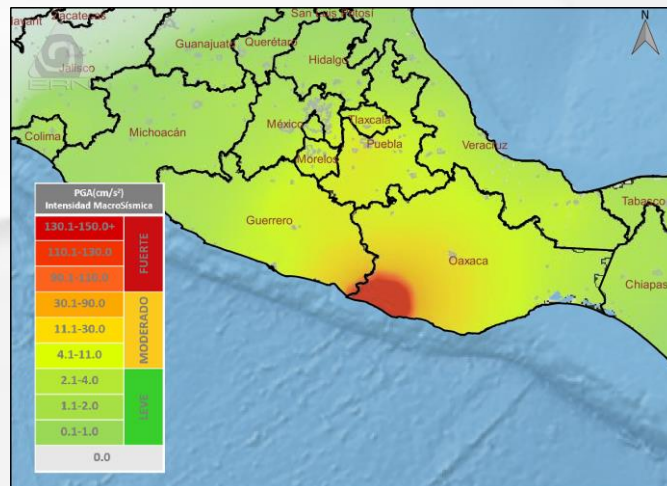 Zacatecas
San Luis Potosí
Guanajuato
Querétaro
Hidalgo
Jalisco
ERN
Colima
Michoacán
México
Tlaxcala
Puebla
Morelos
Veracruz
Tabasco
Guerrero
Oaxaca
Chiapas
N
PGA(cm/s²)
Intensidad MacroSísmica
130.1-150.0+
110.1-130.0
90.1-110.0
FUERTE
30.1-90.0
11.1-30.0
4.1-11.0
MODERADO
2.1-4.0
1.1-2.0
0.1-1.0
LEVE
0.0